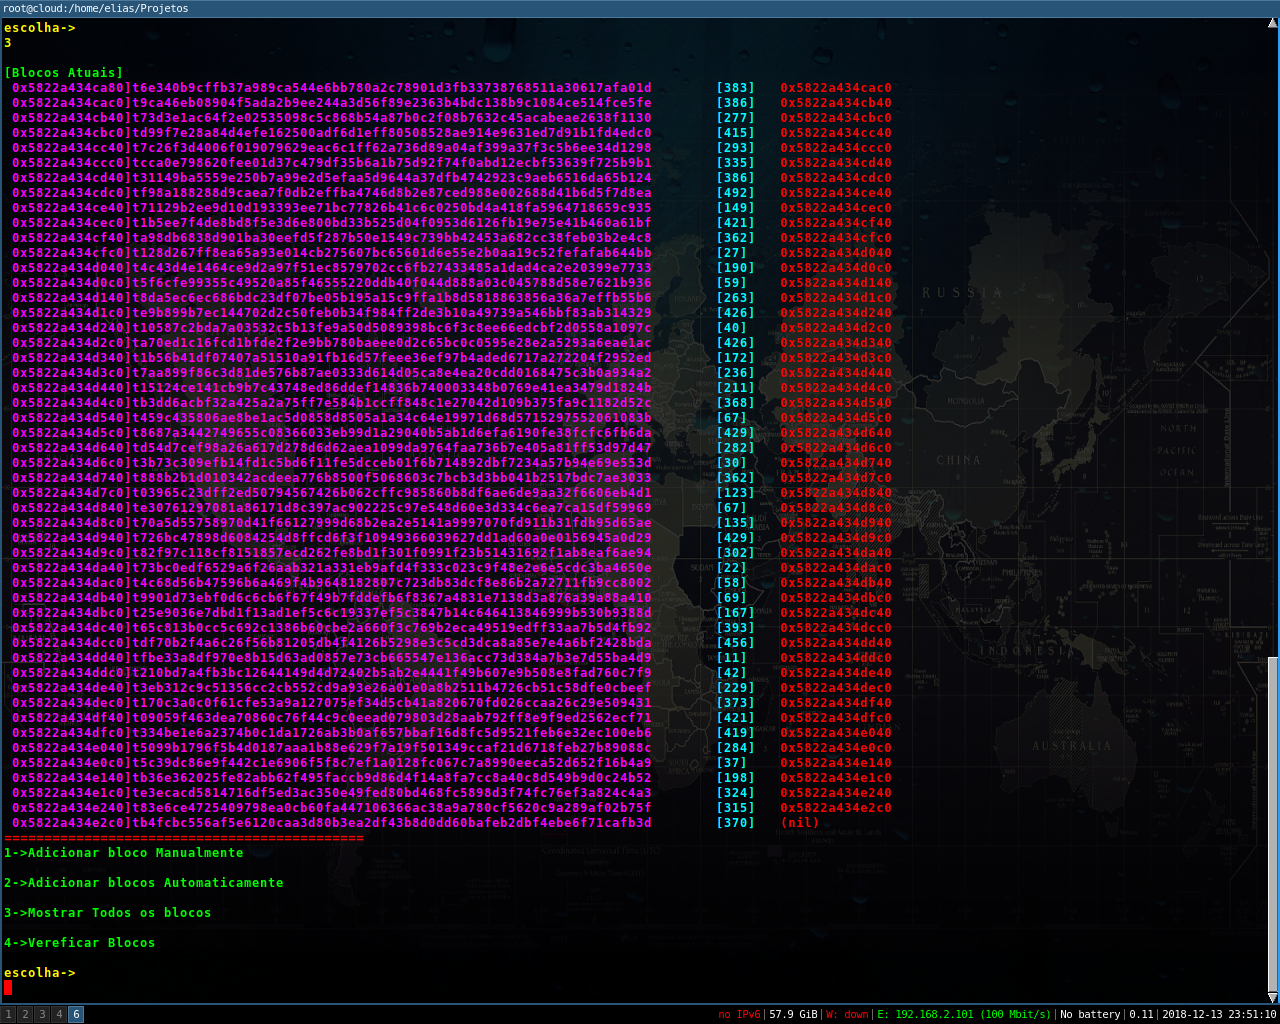 root@cloud:/home/elias/Projetos
escolha->
3
[Blocos Atuais]
0x5822a434ca80]t6e340b9cffb37a989ca544e6bb780a2c78901d3fb33738768511a30617afa01d [383] 0x5822a434cac0
0x5822a434cac0]t9ca46eb08904f5ada2b9ee244a3d56f89e2363b4bdc138b9c1084ce514fce5fe [386] 0x5822a434cb40
0x5822a434cb40]t73d3e1ac64f2e02535098c5c868b54a87b0c2f08b7632c45acabeae2638f1130 [277] 0x5822a434cbc0
0x5822a434cbc0]td99f7e28a84d4efe162500adf6d1eff80508528ae914e9631ed7d91b1fd4edc0 [415] 0x5822a434cc40
0x5822a434cc40]t7c26f3d4006f019079629eac6c1ff62a736d89a04af399a37f3c5b6ee34d1298 [293] 0x5822a434ccc0
0x5822a434ccc0]tcca0e798620fee01d37c479df35b6a1b75d92f74f0abd12ecbf53639f725b9b1 [335] 0x5822a434cd40
0x5822a434cd40]t31149ba5559e250b7a99e2d5efaa5d9644a37dfb4742923c9aeb6516da65b124 [386] 0x5822a434cdc0
0x5822a434cdc0]tf98a188288d9caea7f0db2effba4746d8b2e87ced988e002688d41b6d5f7d8ea [492] 0x5822a434ce40
0x5822a434ce40]t71129b2ee9d10d193393ee71bc77826b41c6c0250bd4a418fa5964718659c935 [149] 0x5822a434cec0
0x5822a434cec0]t1b5ee7f4de8bd8f5e3d6e800bd33b525d04f0953d6126fb19e75e41b460a61bf [421] 0x5822a434cf40
0x5822a434cf40]ta98db6838d901ba30eefd5f287b50e1549c739bb42453a682cc38feb03b2e4c8 [362] 0x5822a434cfc0
0x5822a434cfc0]t128d267ff8ea65a93e014cb275607bc65601d6e55e2b0aa19c52fefafab644bb [27] 0x5822a434d040
0x5822a434d040]t4c43d4e1464ce9d2a97f51ec8579702cc6fb27433485a1dad4ca2e20399e7733 [190] 0x5822a434d0c0
0x5822a434d0c0]t5f6cfe99355c49520a85f46555220ddb40f044d888a03c045788d58e7621b936 [59] 0x5822a434d140
0x5822a434d140]t8da5ec6ec686bdc23df07be05b195a15c9ffa1b8d5818863856a36a7effb55b6 [263] 0x5822a434d1c0
0x5822a434d1c0]te9b899b7ec144702d2c50feb0b34f984ff2de3b10a49739a546bbf83ab314329 [426] 0x5822a434d240
0x5822a434d240]t10587c2bda7a03532c5b13fe9a50d5089398bc6f3c8ee66edcbf2d0558a1097c [40] 0x5822a434d2c0
0x5822a434d2c0]ta70ed1c16fcd1bfde2f2e9bb780baeee0d2c65bc0c0595e28e2a5293a6eae1ac [426] 0x5822a434d340
0x5822a434d340]t1b56b41df07407a51510a91fb16d57feee36ef97b4aded6717a272204f2952ed [172] 0x5822a434d3c0
0x5822a434d3c0]t7aa899f86c3d81de576b87ae0333d614d05ca8e4ea20cdd0168475c3b0a934a2 [236] 0x5822a434d440
0x5822a434d440]t15124ce141cb9b7c43748ed86ddef14836b740003348b0769e41ea3479d1824b [211] 0x5822a434d4c0
0x5822a434d4c0]tb3dd6acbf32a425a2a75ff7e584b1ccff848c1e27042d109b375fa9c1182d52c [368] 0x5822a434d540
0x5822a434d540]t459c435806ae8be1ac5d0858d8505a1a34c64e19971d68d5715297552061083b [67] 0x5822a434d5c0
0x5822a434d5c0]t8687a3442749655c08366033eb99d1a29040b5ab1d6efa6190fe38fcfc6fb6da [429] 0x5822a434d640
0x5822a434d640]td54d7cef98a26a617d278d6d62aea1099da9764faa736b7e405a81ff53d97d47 [282] 0x5822a434d6c0
0x5822a434d6c0]t3b73c309efb14fd1c5bd6f11fe5dcceb01f6b714892dbf7234a57b94e69e553d [30] 0x5822a434d740
0x5822a434d740]t888b2b1d010342acdeea776b8500f5068603c7bcb3d3bb041b2517bdc7ae3033 [362] 0x5822a434d7c0
0x5822a434d7c0]t03965c23dff2ed50794567426b062cffc985860b8df6ae6de9aa32f6606eb4d1 [123] 0x5822a434d840
0x5822a434d840]te30761297081a86171d8c397ac902225c97e548d60e3d334c6ea7ca15df59969 [67] 0x5822a434d8c0
0x5822a434d8c0]t70a5d55758970d41f66127999d68b2ea2e5141a9997070fd911b31fdb95d65ae [135] 0x5822a434d940
0x5822a434d940]t726bc47898d6084254d8ffcd6f3f109493660396​27dd1ad60a0e0156945a0d29 [429] 0x5822a434d9c0
0x5822a434d9c0]t82f97c118cf8151857ecd262fe8bd1f301f0991f23b51431692f1ab8eaf6ae94 [302] 0x5822a434da40
0x5822a434da40]t73bc0edf6529a6f266ab321a331eb9afd4f333c023c9f48e2e6e5cdc3ba4650e [22] 0x5822a434dac0
0x5822a434dac0]t4c68d56b47596b6a469f4b9648182807c723db83dcf8e86b2a72711fb9cc8002 [58] 0x5822a434db40
0x5822a434db40]t9901d73ebf0d6c6cb6f67f49b7fddefb6f8367a4831e7138d3a876a39a88a410 [69] 0x5822a434dbc0
0x5822a434dbc0]t25e9036e7dbd1f13ad1ef5c6c19337ef5c3847b14c646413846999b530b9388d [167] 0x5822a434dc40
0x5822a434dc40]t65c813b0cc5c692c1386b60cbe2a660f3c769b2eca49519edff33aa7b5d4fb92 [393] 0x5822a434dcc0
0x5822a434dcc0]tdf70b2f4a6c26f56b81205db4f4126b5298e3c5cd3dca8a85e7e4a6bf2428bda [456] 0x5822a434dd40
0x5822a434dd40]tfbe33a8df970e8b15d63ad0857e73cb665547e136acc73d384a7b3e7d55ba4d9 [11] 0x5822a434ddc0
0x5822a434ddc0]t210bd7a4fb3bc12644149d4d72402b5ab2e4441f49b607e9b508e8fad760c7f9 [42] 0x5822a434de40
0x5822a434de40]t3eb312c9c51356cc2cb552cd9a93e26a01e0a8b2511b4726cb51c58dfe0cbeef [229] 0x5822a434dec0
0x5822a434dec0]t170c3a0c0f61cfe53a9a127075ef34d5cb41a820670fd026ccaa26c29e509431 [373] 0x5822a434df40
0x5822a434df40]t09059f463dea70860c76f44c9c0eead079803d28aab792ff8e9f9ed2562ecf71 [421] 0x5822a434dfc0
0x5822a434dfc0]t334be1e6a2374b0c1da1726ab3b0af657bbaf16d8fc5d9521feb6e32ec100eb6 [419] 0x5822a434e040
0x5822a434e040]t5099b1796f5b4d0187aaa1b88e629f7a19f501349ccaf21d6718feb27b89088c [284] 0x5822a434e0c0
0x5822a434e0c0]t5c39dc86e9f442c1e6906f5f8c7ef1a0128fc067c7a8990eeca52d652f16b4a9 [37] 0x5822a434e140
0x5822a434e140]tb36e362025fe82abb62f495faccb9d86d4f14a8fa7cc8a40c8d549b9d0c24b52 [198] 0x5822a434e1c0
0x5822a434e1c0]te3ecacd5814716df5ed3ac350e49fed80bd468fc5898d3f74fc76ef3a824c4a3 [324] 0x5822a434e240
0x5822a434e240]t83e6ce4725409798ea0cb60fa447106366ac38a9a780cf5620c9a289af02b75f [315] 0x5822a434e2c0
0x5822a434e2c0]tb4fcbc556af5e6120caa3d80b3ea2df43b8d0dd60bafeb2dbf4ebe6f71cafb3d [370] (nil)
=============================================
1->Adicionar bloco Manualmente
2->Adicionar blocos Automaticamente
3->Mostrar Todos os blocos
4->Vereficar Blocos
escolha->
RUSSIA
MONGOLIA
CHINA
NORTH
PACIFIC
OCEAN
INDONESIA
AUSTRALIA
1 2 3 4 6 no IPv6|57.9 GiB|W: down|E: 192.168.2.101 (100 Mbit/s)|No battery|0.11|2018-12-13 23:51:10